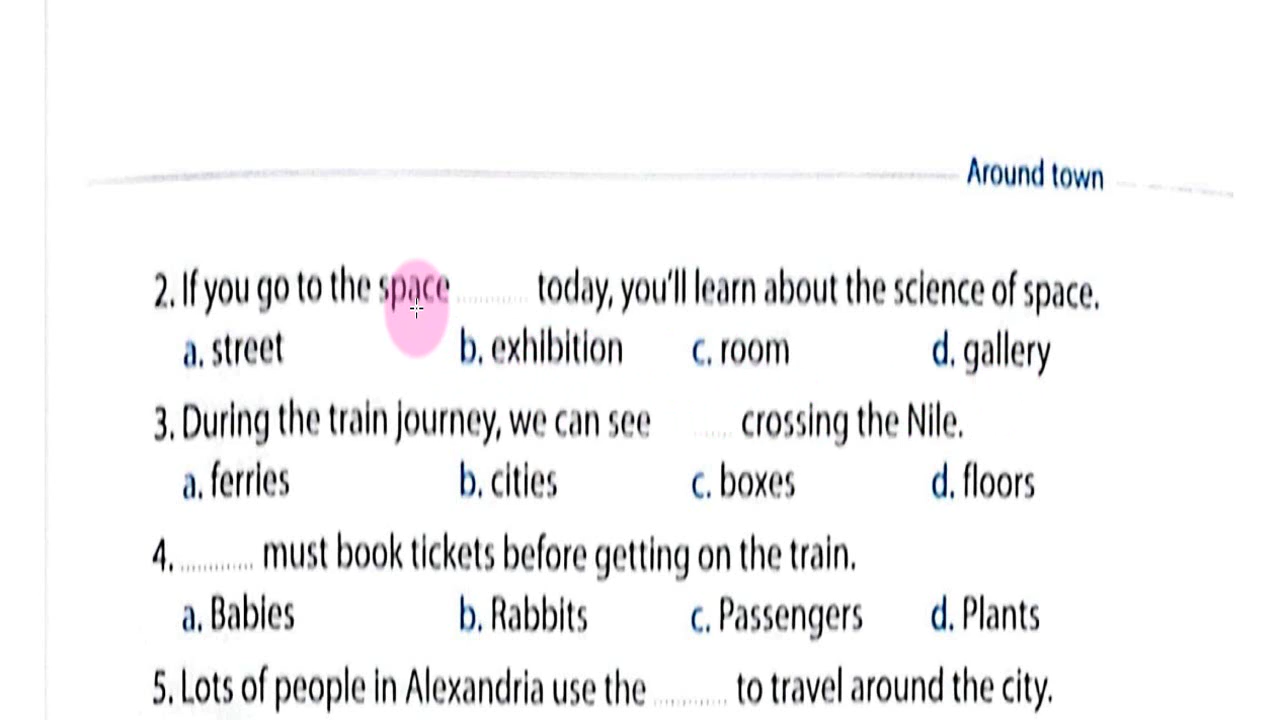 Around town
2. If you go to the space ............ today, you'll learn about the science of space.
a. street b. exhibition c. room d. gallery
3. During the train journey, we can see ...... crossing the Nile.
a. ferries b. cities c. boxes d. floors
4. ............ must book tickets before getting on the train.
a. Babies b. Rabbits c. Passengers d. Plants
5. Lots of people in Alexandria use the ............ to travel around the city.